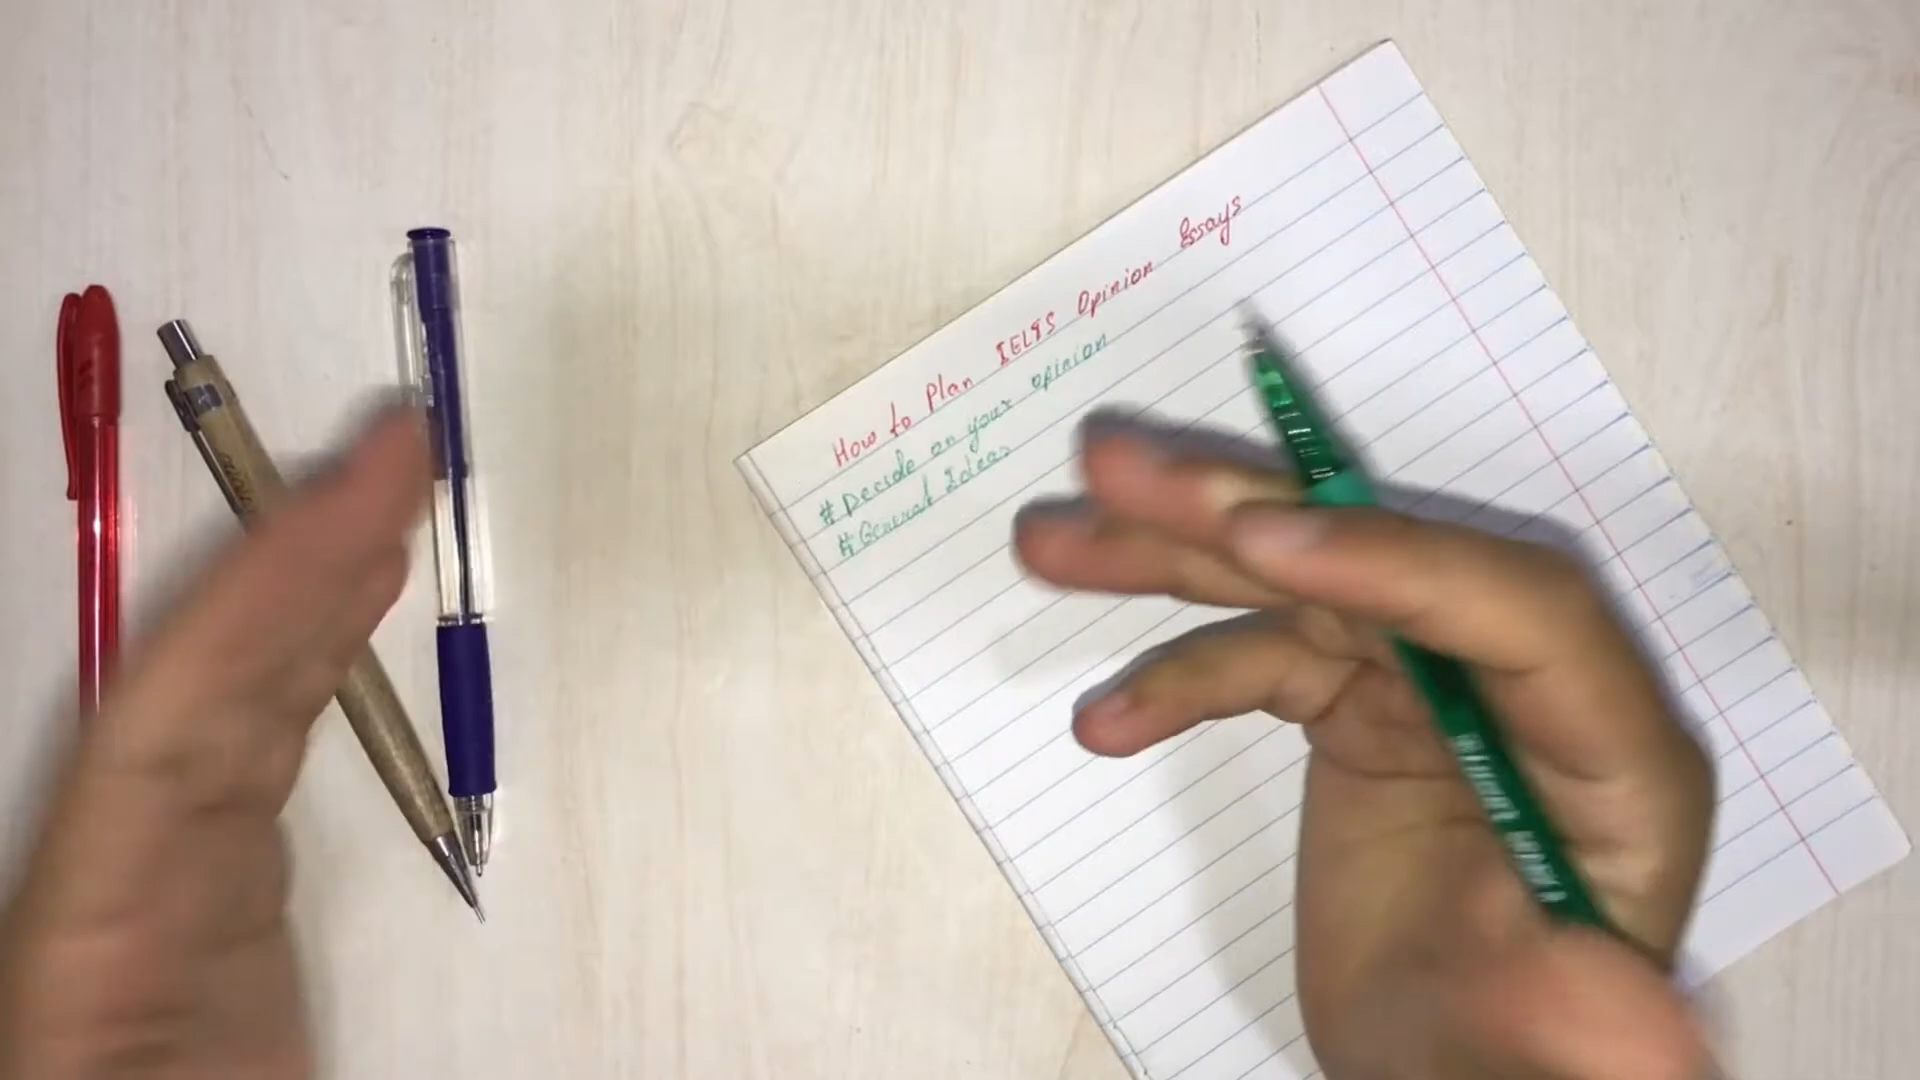 How to Plan IELTS Opinion Essays
# Decide on your opinion
# General Ideas